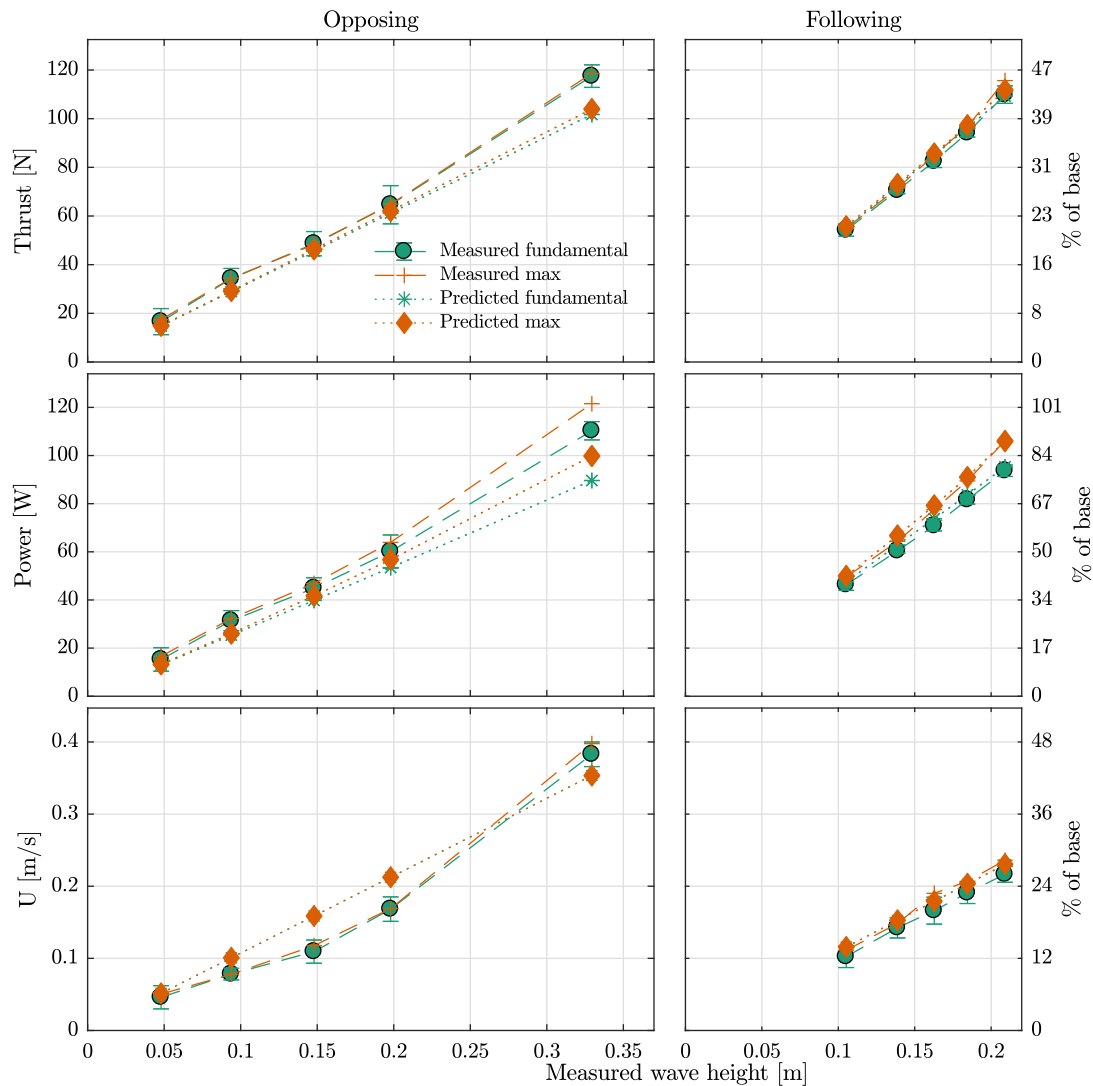 Opposing
Following
Thrust [N]
120
100
80
60
40
20
0
Measured fundamental
Measured max
Predicted fundamental
Predicted max
47
39
31
23
16
8
0
% of base
Power [W]
120
100
80
60
40
20
0
101
84
67
50
34
17
0
% of base
U [m/s]
0.4
0.3
0.2
0.1
0
48
36
24
12
0
% of base
0 0.05 0.1 0.15 0.2 0.25 0.3 0.35
0 0.05 0.1 0.15 0.2
Measured wave height [m]